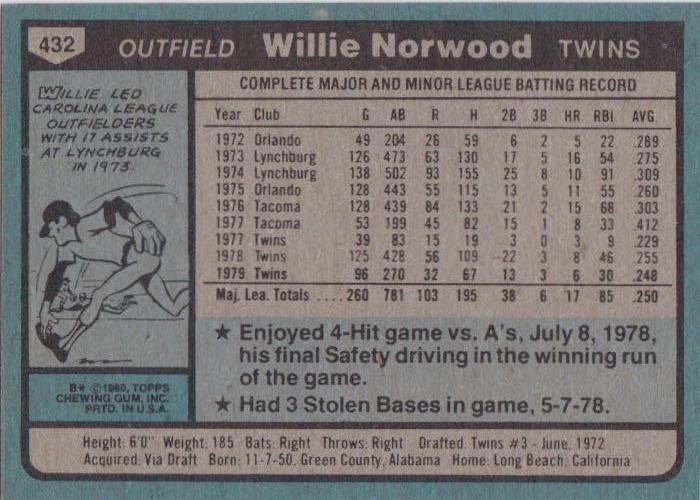 432 OUTFIELD Willie Norwood TWINS
WILLIE LED
CAROLINA LEAGUE
OUTFIELDERS
WITH 17 ASSISTS
AT LYNCHBURG
IN 1973.
B* © 1980, TOPPS
CHEWING GUM, INC.
PRTD. IN U.S.A.
COMPLETE MAJOR AND MINOR LEAGUE BATTING RECORD
Year Club G AB R H 2B 3B HR RBI AVG.
1972 Orlando 49 204 26 59 6 2 5 22 .289
1973 Lynchburg 126 473 63 130 17 5 16 54 .275
1974 Lynchburg 138 502 93 155 25 8 10 91 .309
1975 Orlando 128 443 55 115 13 5 11 55 .260
1976 Tacoma 128 439 84 133 21 2 15 68 .303
1977 Tacoma 53 199 45 82 15 1 8 33 .412
1977 Twins 39 83 15 19 3 0 3 9 .229
1978 Twins 125 428 56 109 22 3 8 46 .255
1979 Twins 96 270 32 67 13 3 6 30 .248
Maj. Lea. Totals .... 260 781 103 195 38 6 17 85 .250
★ Enjoyed 4-Hit game vs. A's, July 8, 1978,
his final Safety driving in the winning run
of the game.
★ Had 3 Stolen Bases in game, 5-7-78.
Height: 6'0" Weight: 185 Bats: Right Throws: Right Drafted: Twins #3 - June, 1972
Acquired: Via Draft Born: 11-7-50, Green County, Alabama Home: Long Beach, California